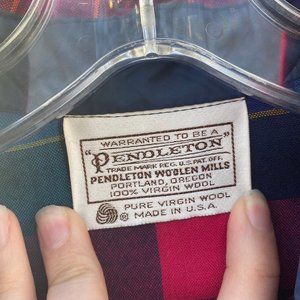 WARRANTED TO BE A
"PENDLETON"
TRADE MARK REG. U.S. PAT. OFF.
PENDLETON WOOLEN MILLS
PORTLAND, OREGON
100% VIRGIN WOOL
PURE VIRGIN WOOL
MADE IN U.S.A.